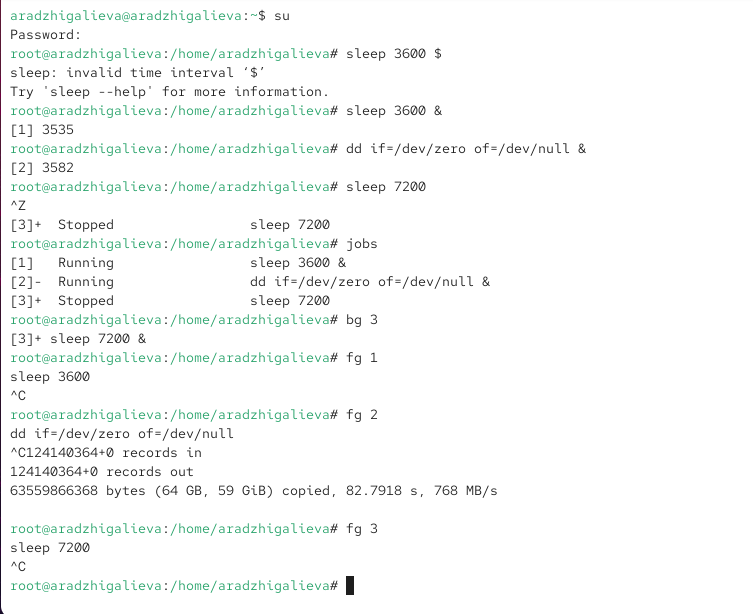 aradzhigalieva@aradzhigalieva:~$ su
Password:
root@aradzhigalieva:/home/aradzhigalieva# sleep 3600 $
sleep: invalid time interval ‘$’
Try 'sleep --help' for more information.
root@aradzhigalieva:/home/aradzhigalieva# sleep 3600 &
[1] 3535
root@aradzhigalieva:/home/aradzhigalieva# dd if=/dev/zero of=/dev/null &
[2] 3582
root@aradzhigalieva:/home/aradzhigalieva# sleep 7200
^Z
[3]+  Stopped                 sleep 7200
root@aradzhigalieva:/home/aradzhigalieva# jobs
[1]   Running                 sleep 3600 &
[2]-  Running                 dd if=/dev/zero of=/dev/null &
[3]+  Stopped                 sleep 7200
root@aradzhigalieva:/home/aradzhigalieva# bg 3
[3]+ sleep 7200 &
root@aradzhigalieva:/home/aradzhigalieva# fg 1
sleep 3600
^C
root@aradzhigalieva:/home/aradzhigalieva# fg 2
dd if=/dev/zero of=/dev/null
^C124140364+0 records in
124140364+0 records out
63559866368 bytes (64 GB, 59 GiB) copied, 82.7918 s, 768 MB/s

root@aradzhigalieva:/home/aradzhigalieva# fg 3
sleep 7200
^C
root@aradzhigalieva:/home/aradzhigalieva#